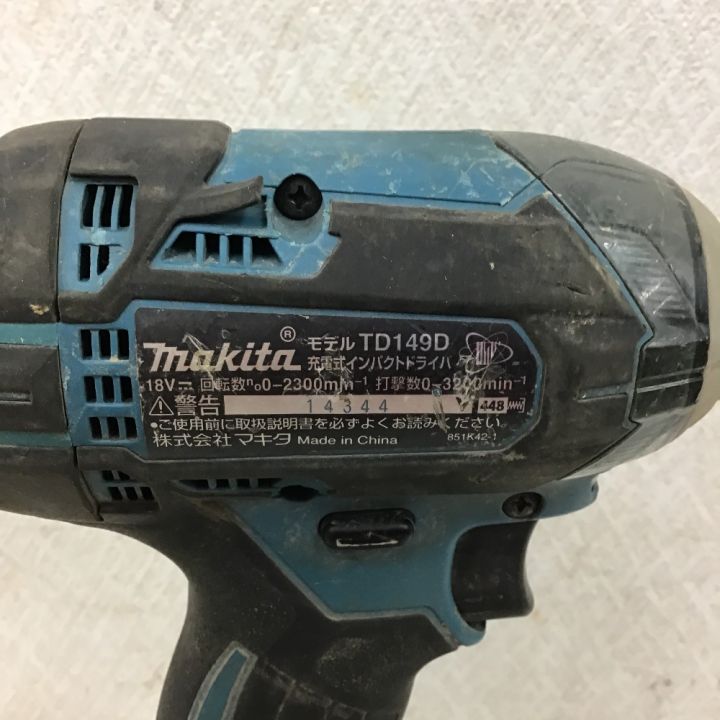 makita® モデル TD149D
充電式インパクトドライバ
18V⎓ 回転数n₀0-2300min⁻¹ 打撃数0-3200min⁻¹
⚠警告 14344 Y 448
•ご使用前に取扱説明書を必ずよくお読みください。
株式会社マキタ Made in China 851K42-1